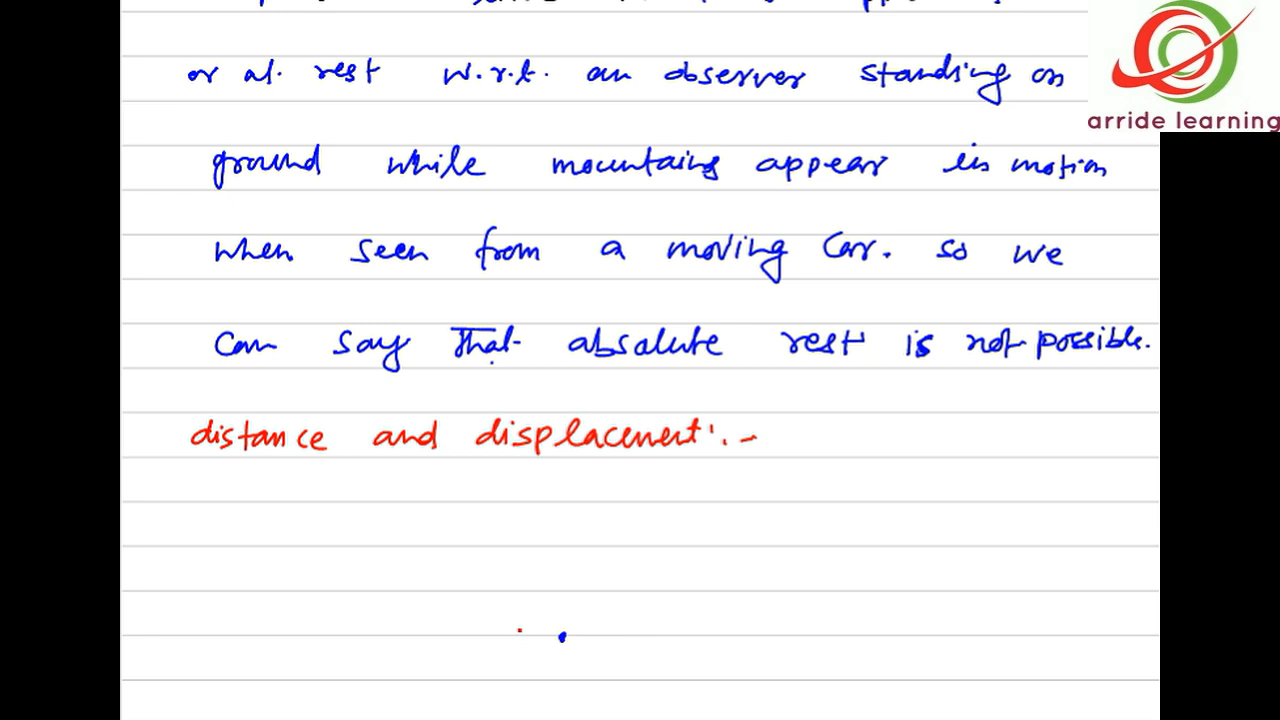 or at rest w.r.t. an observer standing on
arride learning
ground while mountains appear in motion
when seen from a moving car. so we
can say that absolute rest is not possible.
distance and displacement :-